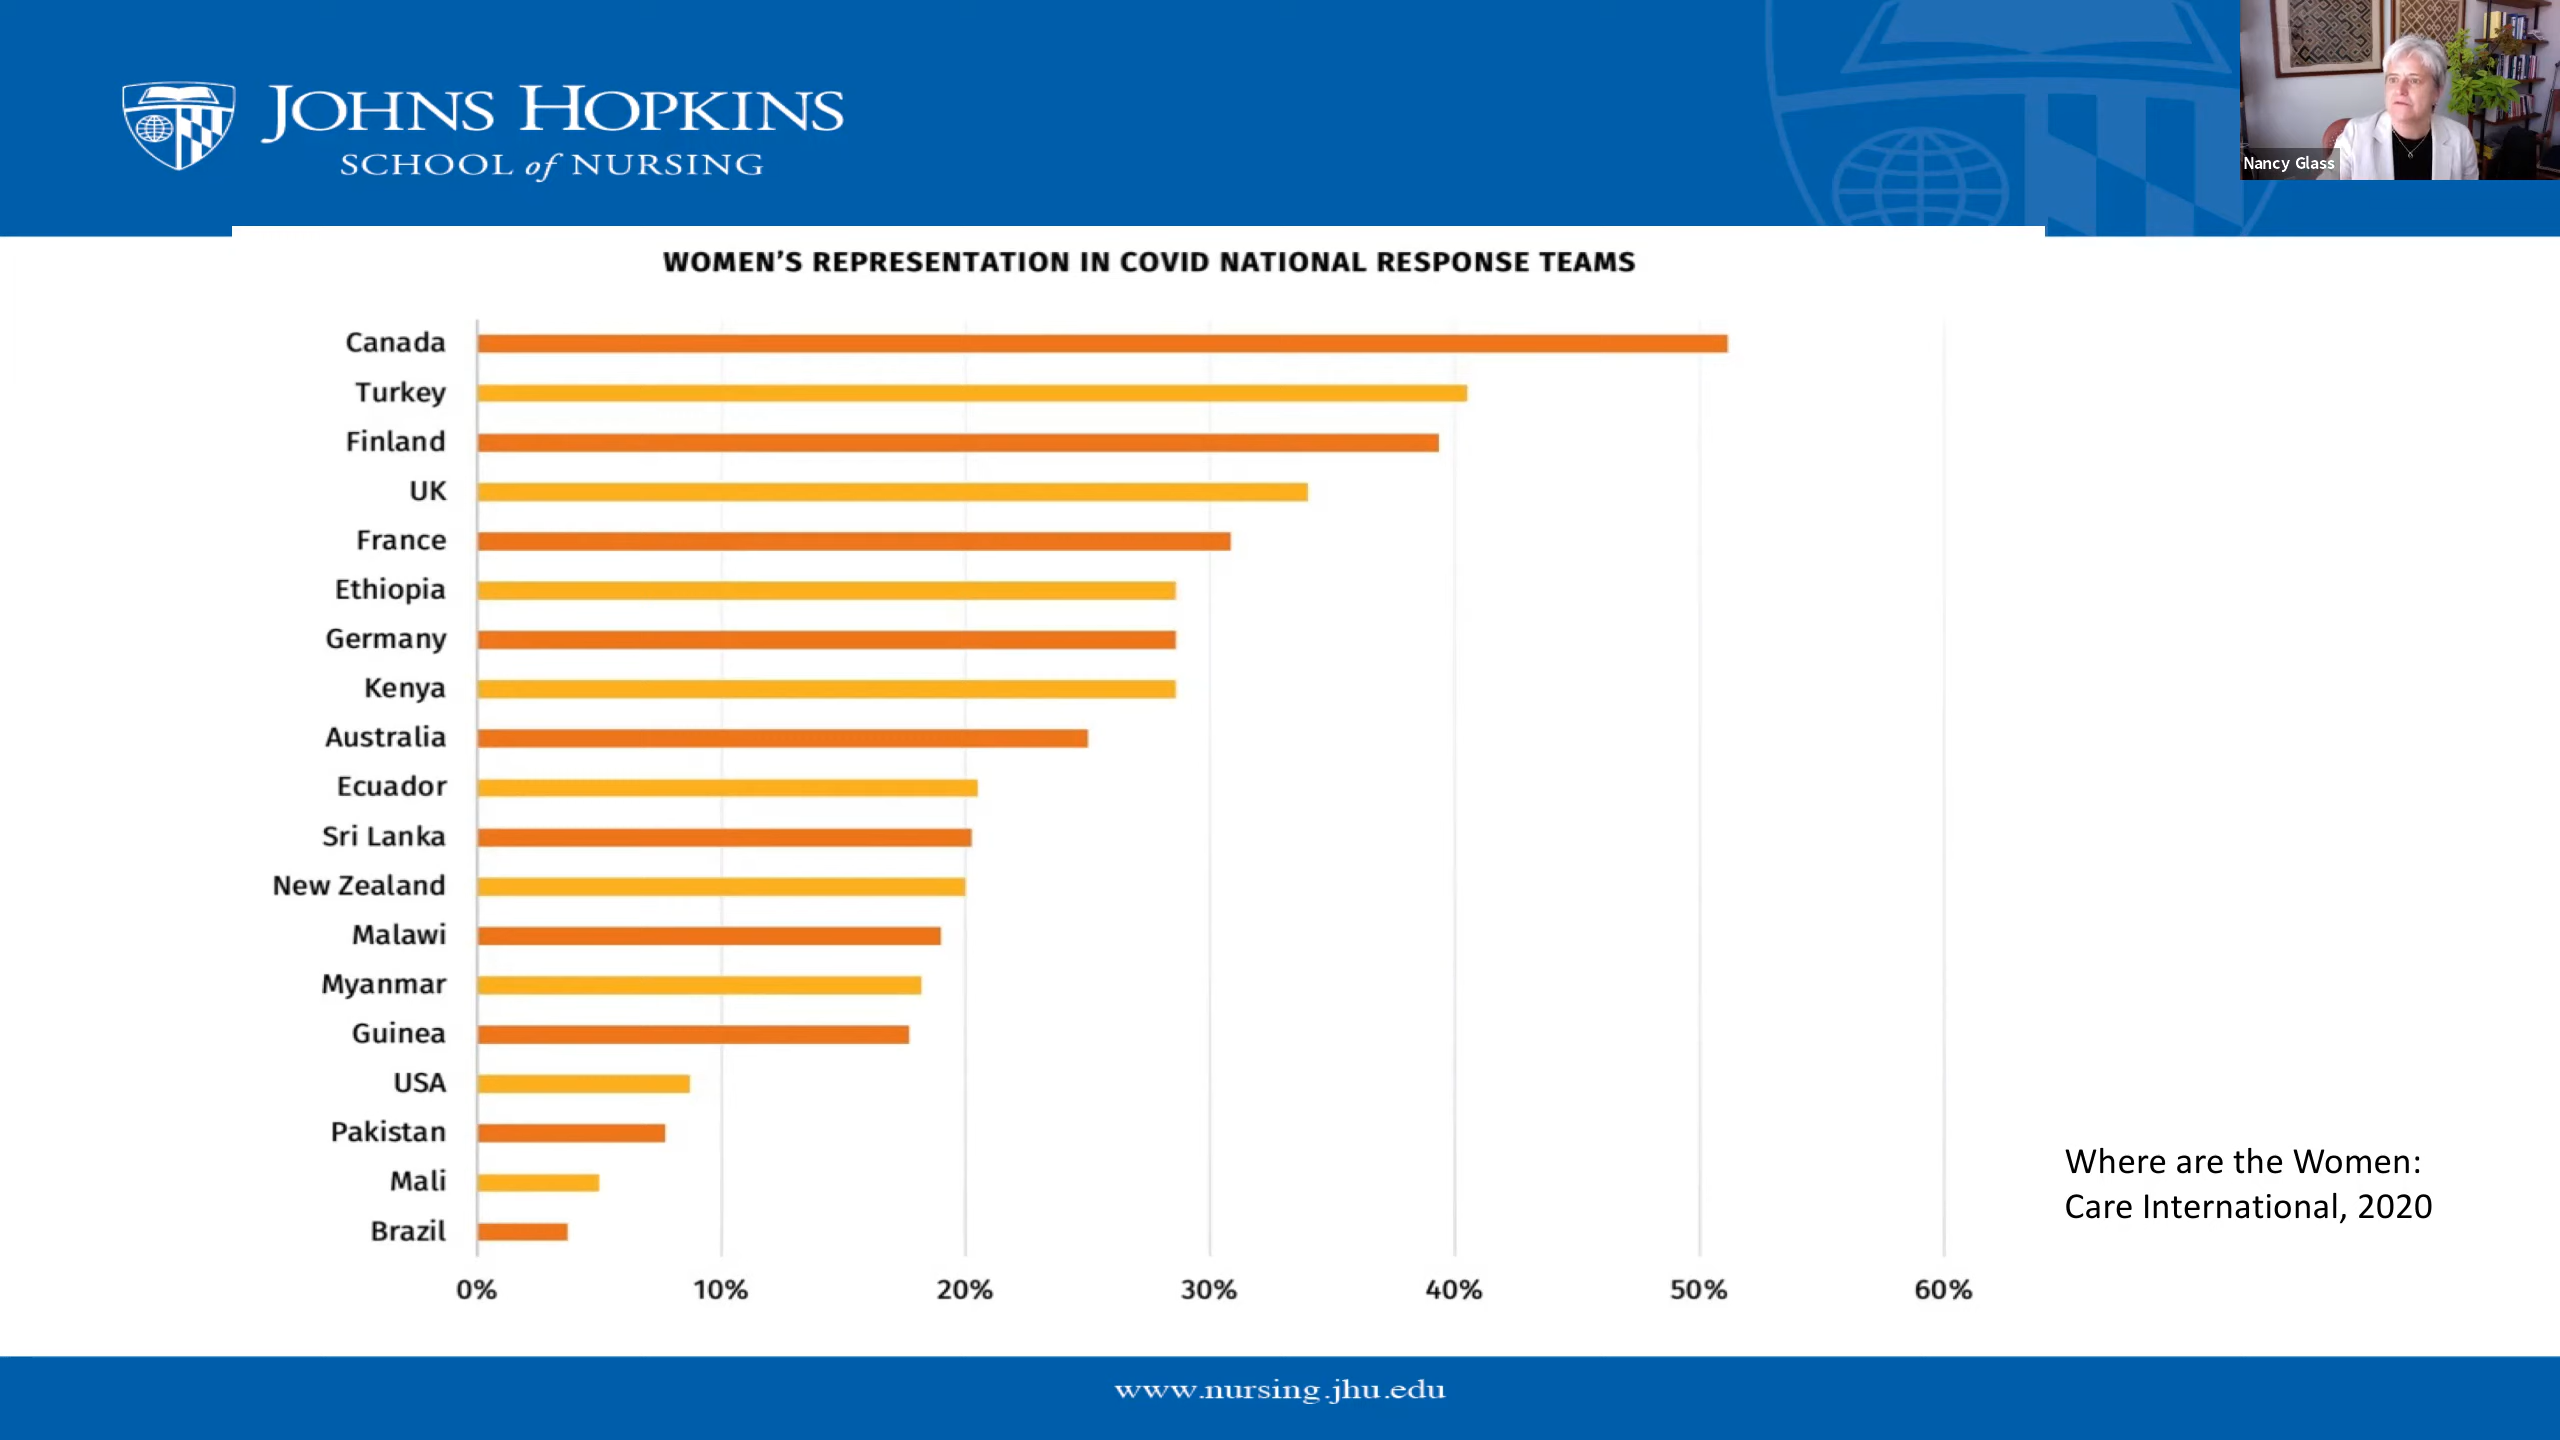 JOHNS HOPKINS
SCHOOL of NURSING
Nancy Glass
WOMEN'S REPRESENTATION IN COVID NATIONAL RESPONSE TEAMS
Canada
Turkey
Finland
UK
France
Ethiopia
Germany
Kenya
Australia
Ecuador
Sri Lanka
New Zealand
Malawi
Myanmar
Guinea
USA
Pakistan
Mali
Brazil
0% 10% 20% 30% 40% 50% 60%
Where are the Women:
Care International, 2020
www.nursing.jhu.edu